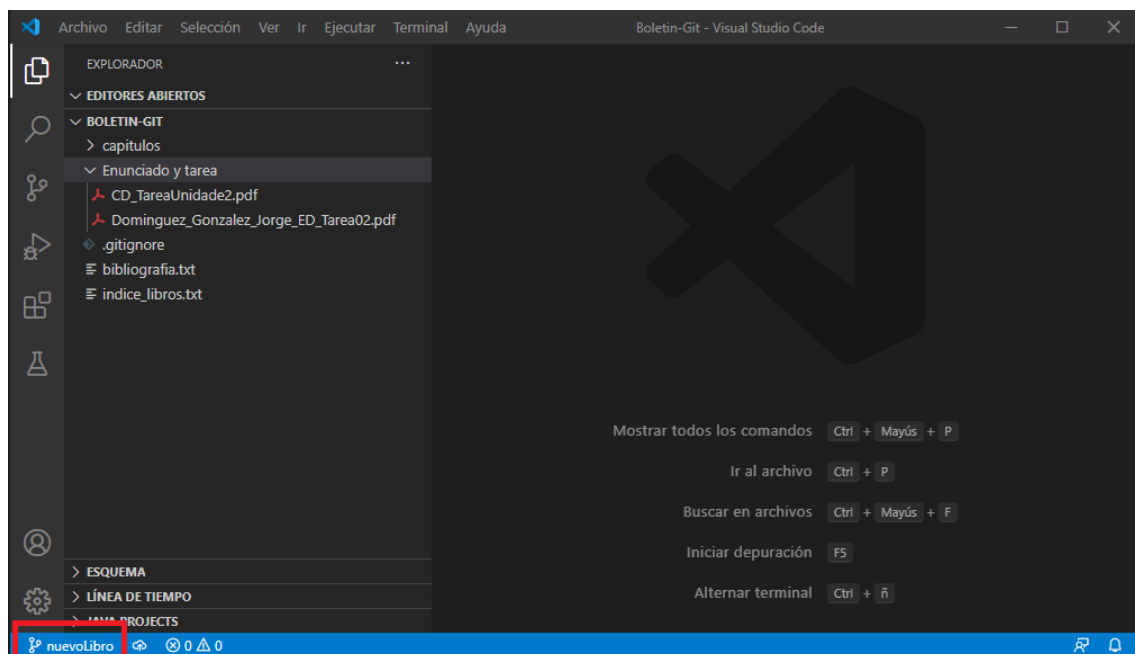 Archivo Editar Selección Ver Ir Ejecutar Terminal Ayuda Boletin-Git - Visual Studio Code
EXPLORADOR ...
EDITORES ABIERTOS
BOLETIN-GIT
capitulos
Enunciado y tarea
CD_TareaUnidade2.pdf
Dominguez_Gonzalez_Jorge_ED_Tarea02.pdf
.gitignore
bibliografia.txt
indice_libros.txt
Mostrar todos los comandos Ctrl + Mayús + P
Ir al archivo Ctrl + P
Buscar en archivos Ctrl + Mayús + F
Iniciar depuración F5
Alternar terminal Ctrl + ñ
ESQUEMA
LÍNEA DE TIEMPO
JAVA PROJECTS
nuevoLibro 0 0